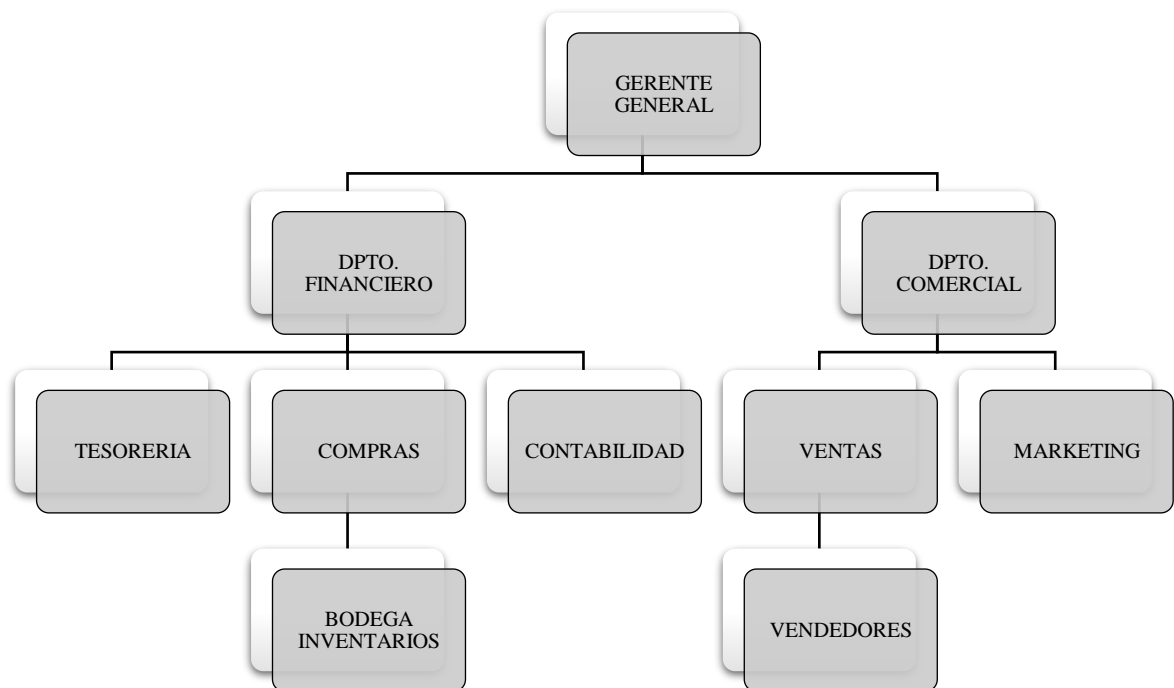 GERENTE
GENERAL
DPTO.
FINANCIERO
DPTO.
COMERCIAL
TESORERIA
COMPRAS
CONTABILIDAD
VENTAS
MARKETING
BODEGA
INVENTARIOS
VENDEDORES